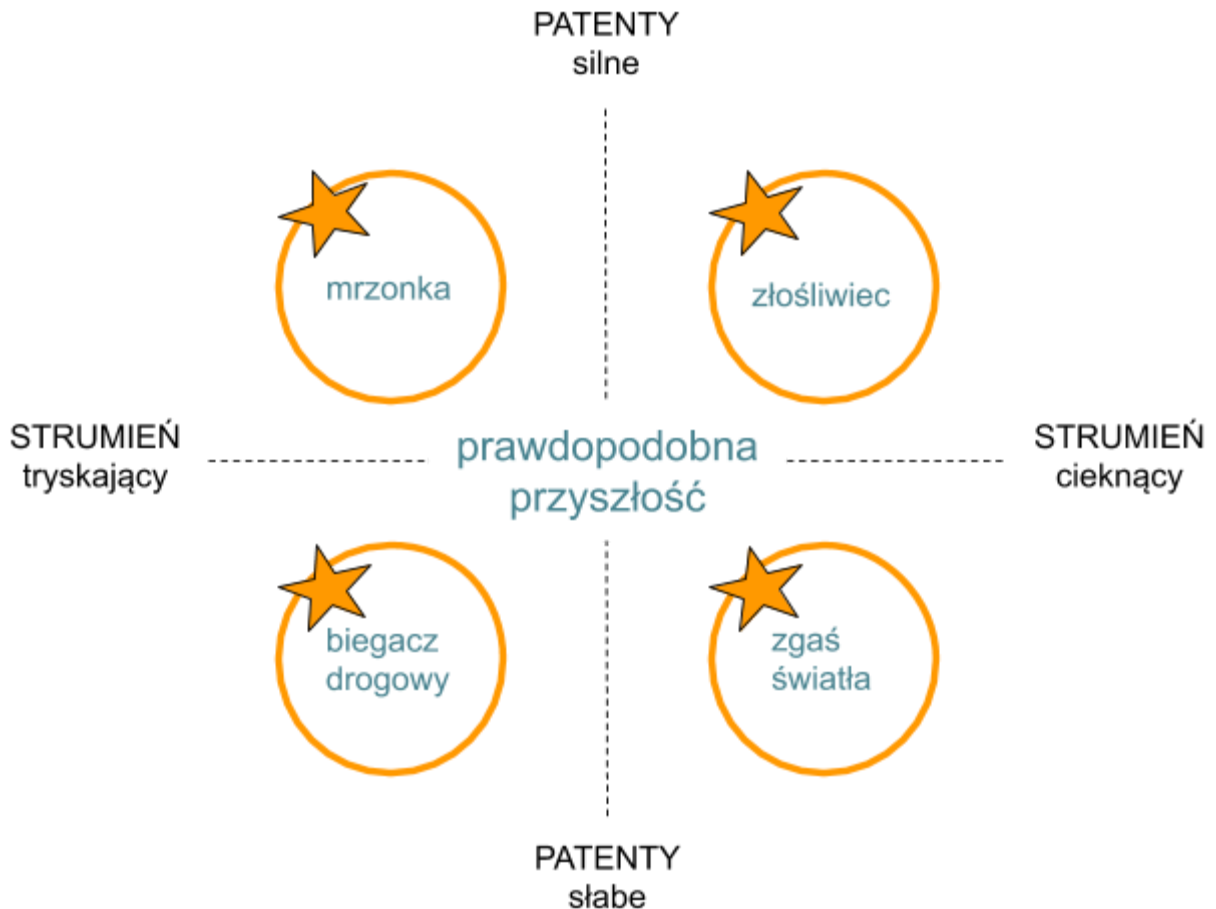 PATENTY
silne
mrzonka
złośliwiec
STRUMIEŃ
tryskający
prawdopodobna
przyszłość
STRUMIEŃ
cieknący
biegacz
drogowy
zgaś
światła
PATENTY
słabe